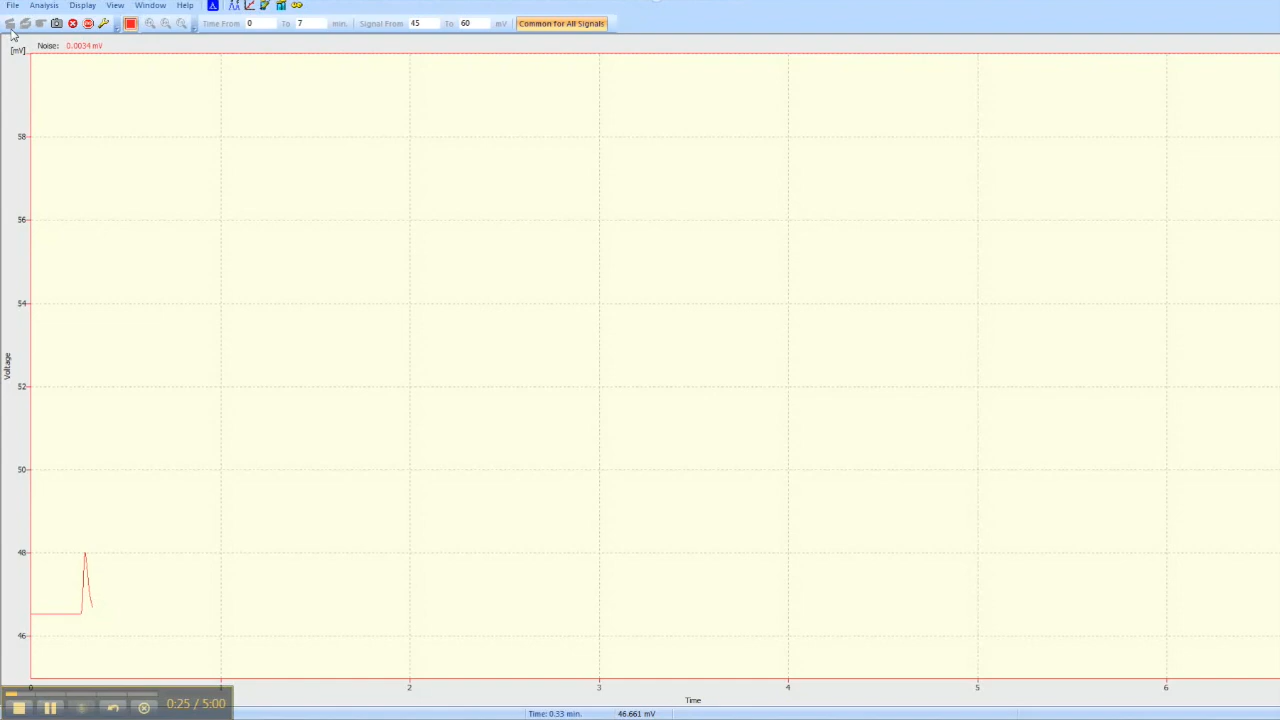 File Analysis Display View Window Help
Time From 0 To 7 min. Signal From 45 To 60 mV Common for All Signals
Noise: 0.0034 mV
[mV]
58
56
54
52
Voltage
50
48
46
0 1 2 3 4 5 6
Time
0:25 / 5:00
Time: 0.33 min. 46.661 mV